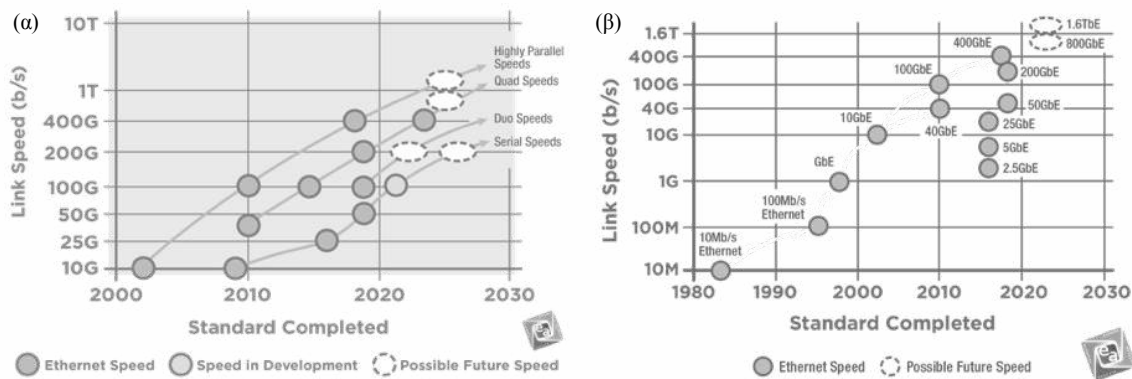 (α)
10T
1T
400G
200G
100G
50G
25G
10G
Link Speed (b/s)
Highly Parallel
Speeds
Quad Speeds
Duo Speeds
Serial Speeds
2000 2010 2020 2030
Standard Completed
ea
Ethernet Speed Speed in Development Possible Future Speed
(β)
1.6T
400G
100G
40G
10G
1G
100M
10M
Link Speed (b/s)
1.6TbE
800GbE
400GbE
200GbE
100GbE
50GbE
40GbE
25GbE
10GbE
5GbE
2.5GbE
GbE
100Mb/s
Ethernet
10Mb/s
Ethernet
1980 1990 2000 2010 2020 2030
Standard Completed
ea
Ethernet Speed Possible Future Speed